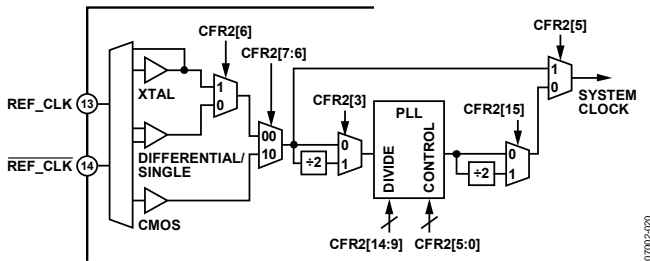 CFR2[6]
CFR2[7:6]
CFR2[5]
REF_CLK 13
REF_CLK 14
XTAL
DIFFERENTIAL/
SINGLE
CMOS
1
0
00
10
CFR2[3]
÷2
0
1
PLL
DIVIDE
CONTROL
CFR2[14:9]
CFR2[5:0]
CFR2[15]
÷2
0
1
1
0
SYSTEM
CLOCK
07002-020